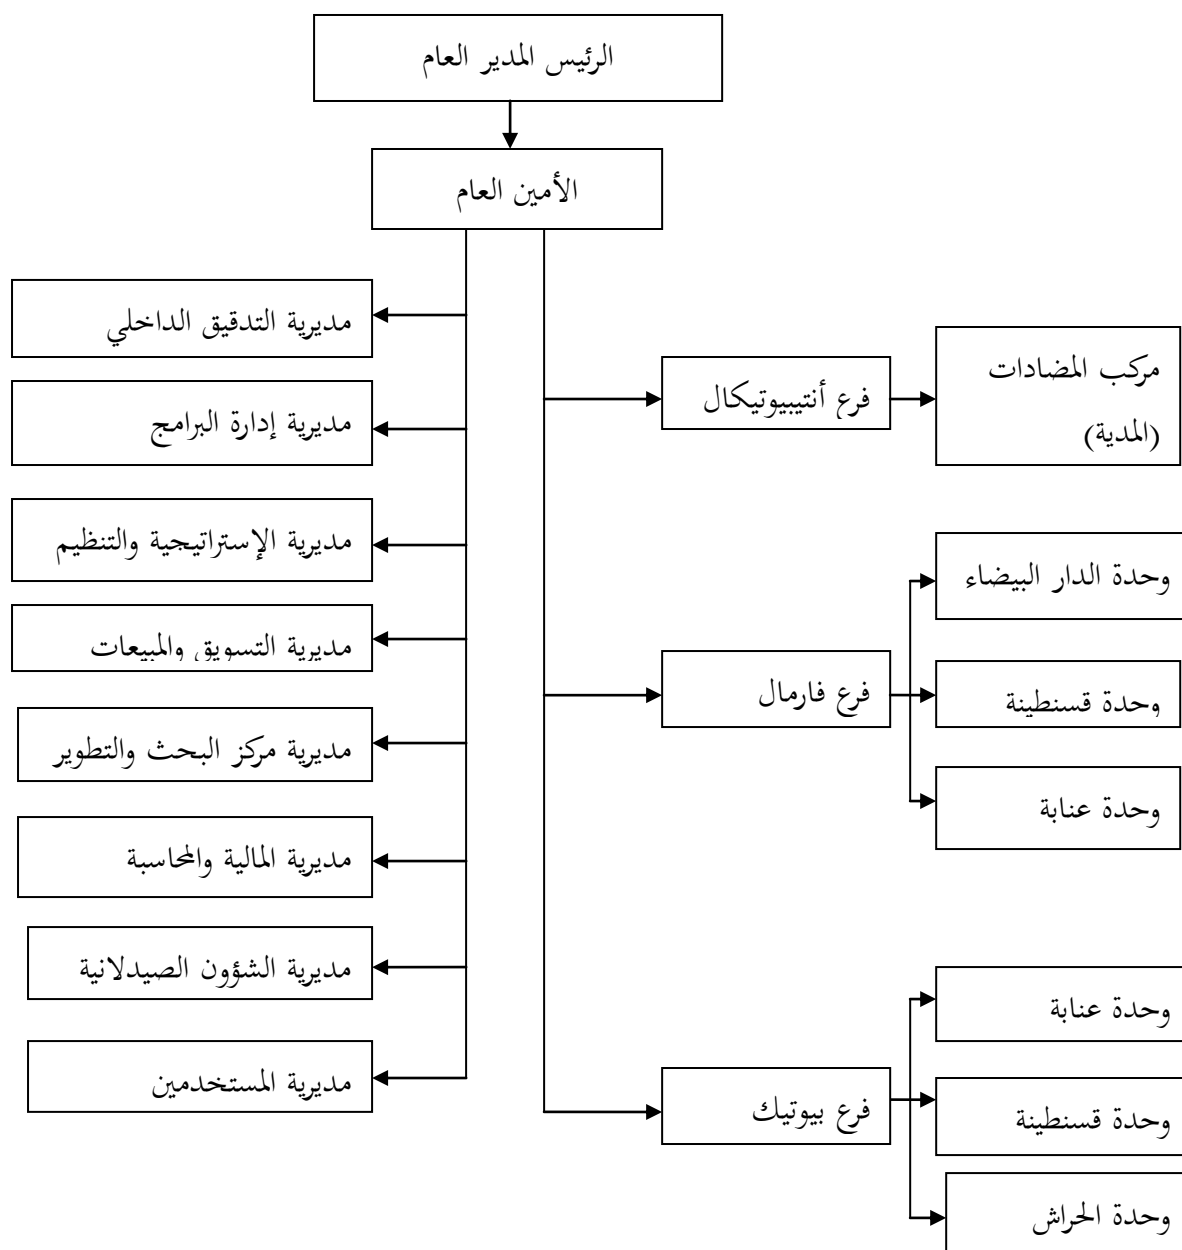 الرئيس المدير العام
الأمين العام
مديرية التدقيق الداخلي
مديرية إدارة البرامج
مديرية الإستراتيجية والتنظيم
مديرية التسويق والمبيعات
مديرية مركز البحث والتطوير
مديرية المالية والمحاسبة
مديرية الشؤون الصيدلانية
مديرية المستخدمين
فرع أنتيبيوتيكال
مركب المضادات
(المدية)
فرع فارمال
وحدة الدار البيضاء
وحدة قسنطينة
وحدة عنابة
فرع بيوتيك
وحدة عنابة
وحدة قسنطينة
وحدة الحراش